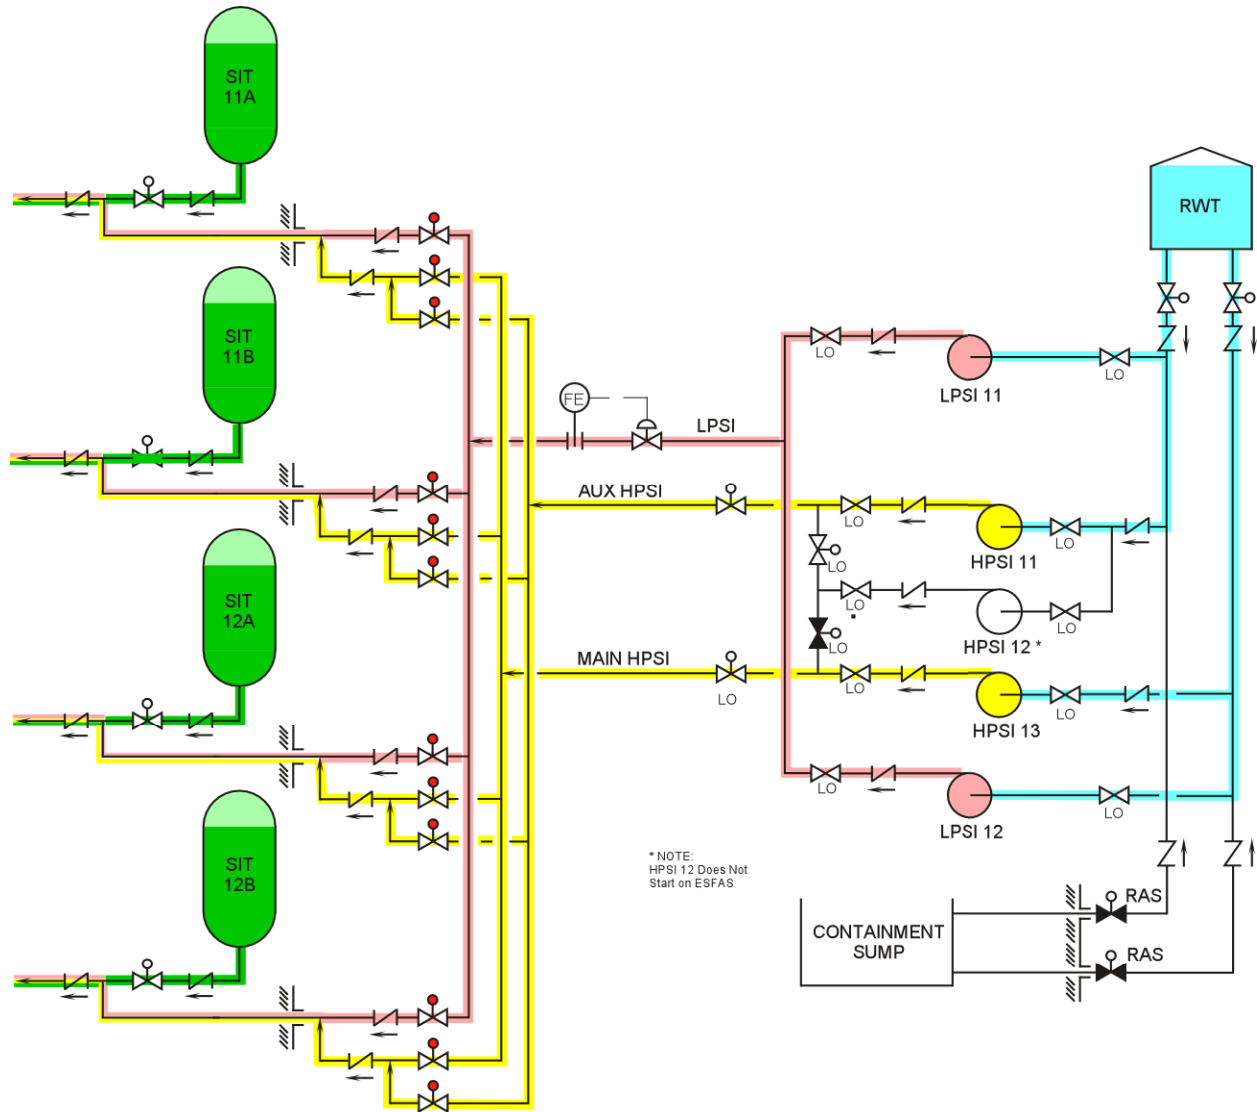 SIT
11A
RWT
SIT
11B
LO
LO
LPSI 11
FE
LPSI
AUX HPSI
LO
LO
HPSI 11
LO
SIT
12A
LO
LO
HPSI 12 *
LO
MAIN HPSI
LO
LO
LO
HPSI 13
LO
LO
LPSI 12
SIT
12B
* NOTE:
HPSI 12 Does Not
Start on ESFAS
RAS
CONTAINMENT
SUMP
RAS